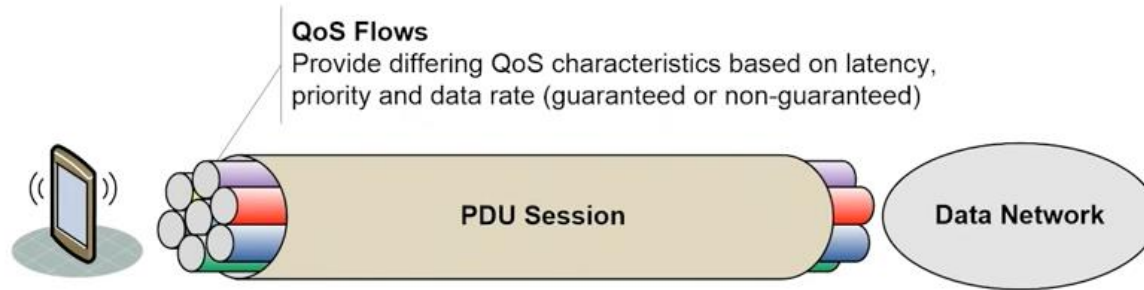 QoS Flows
Provide differing QoS characteristics based on latency,
priority and data rate (guaranteed or non-guaranteed)
PDU Session
Data Network